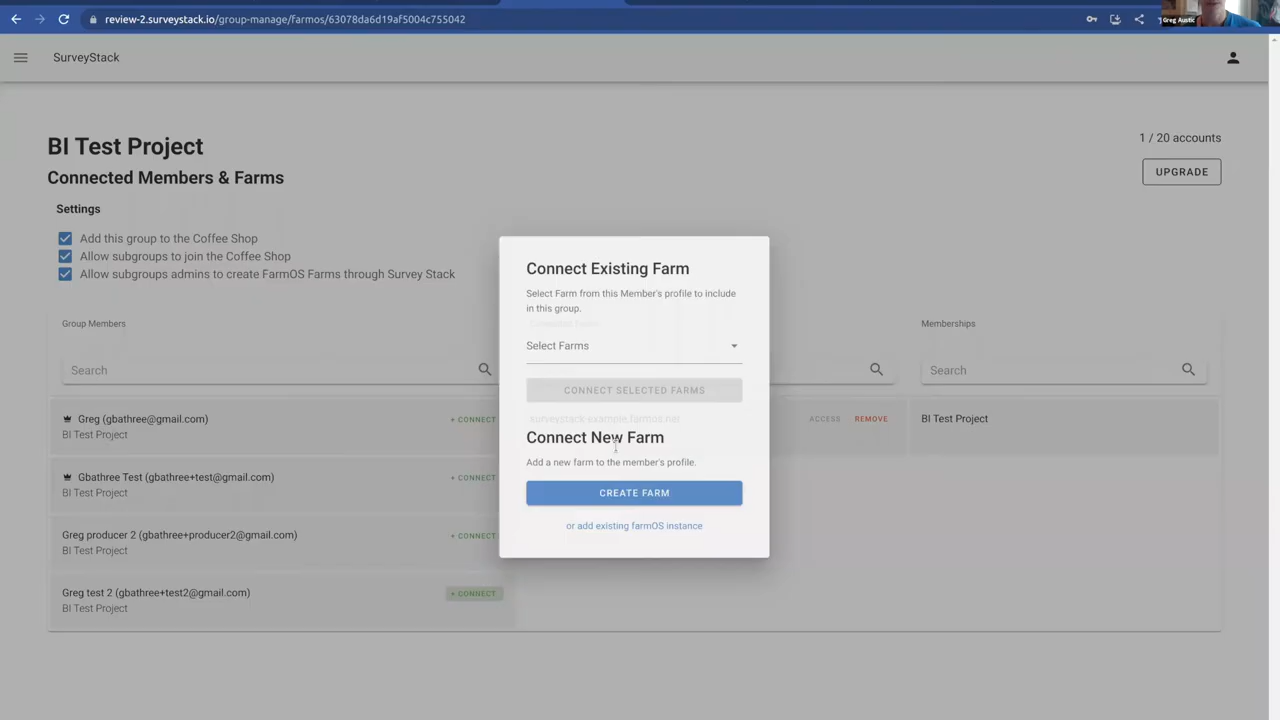 review-2.surveystack.io/group-manage/farmos/63078da6d19af5004c755042
Greg Austic
SurveyStack
BI Test Project
1 / 20 accounts
Connected Members & Farms
UPGRADE
Settings
Add this group to the Coffee Shop
Allow subgroups to join the Coffee Shop
Allow subgroups admins to create FarmOS Farms through Survey Stack
Group Members
Memberships
Search
Search
Greg (gbathree@gmail.com)
BI Test Project
+ CONNECT
surveystack-example.farmos.net
ACCESS
REMOVE
BI Test Project
Gbathree Test (gbathree+test@gmail.com)
BI Test Project
+ CONNECT
Greg producer 2 (gbathree+producer2@gmail.com)
BI Test Project
+ CONNECT
Greg test 2 (gbathree+test2@gmail.com)
BI Test Project
+ CONNECT
Connect Existing Farm
Select Farm from this Member's profile to include
in this group.
Select Farms
CONNECT SELECTED FARMS
Connect New Farm
Add a new farm to the member's profile.
CREATE FARM
or add existing farmOS instance